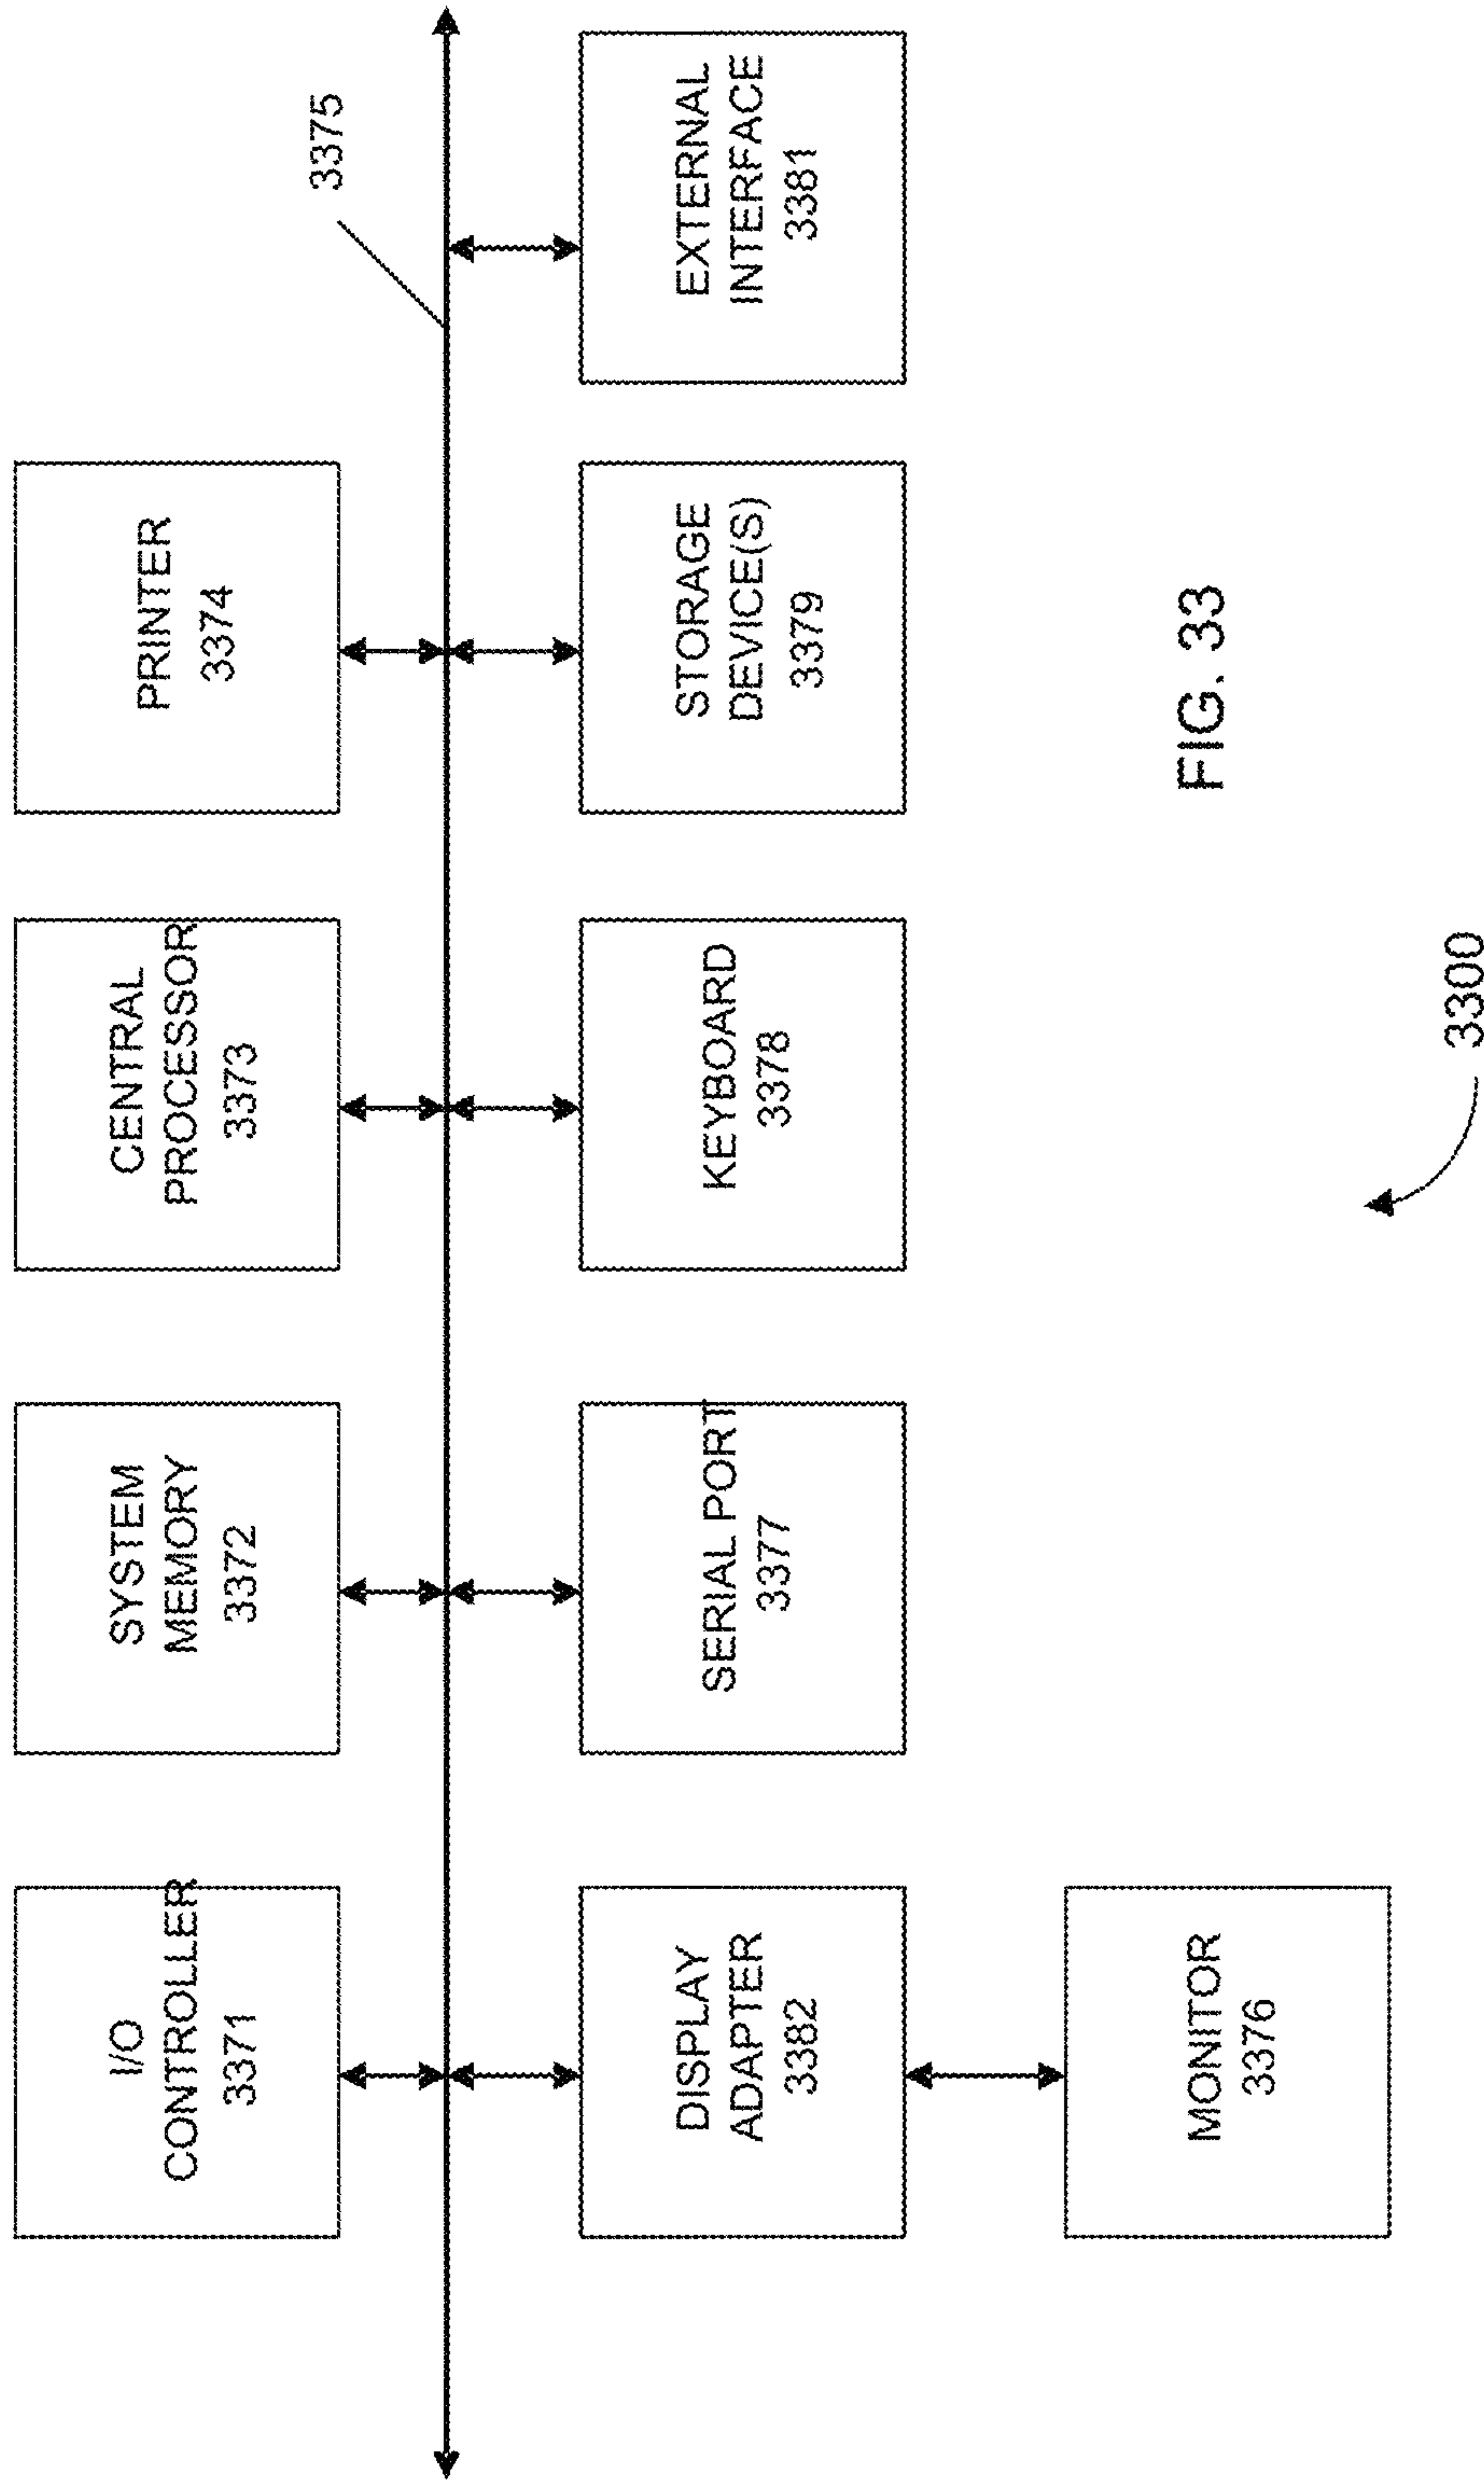 I/O
CONTROLLER
3371
SYSTEM
MEMORY
3372
CENTRAL
PROCESSOR
3373
PRINTER
3374
3375
DISPLAY
ADAPTER
3382
SERIAL PORT
3377
KEYBOARD
3378
STORAGE
DEVICE(S)
3379
EXTERNAL
INTERFACE
3381
MONITOR
3376
FIG. 33
3300